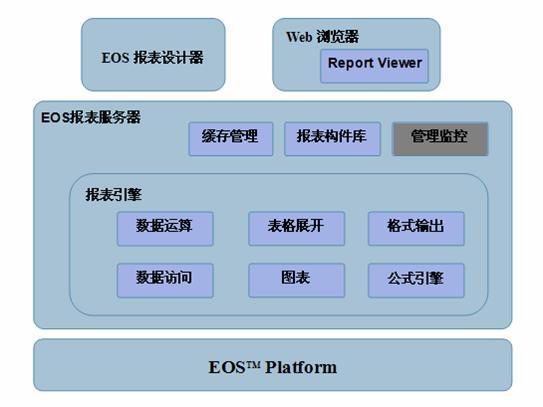 EOS 报表设计器
Web 浏览器
Report Viewer
EOS报表服务器
缓存管理 报表构件库 管理监控
报表引擎
数据运算 表格展开 格式输出
数据访问 图表 公式引擎
EOS™ Platform